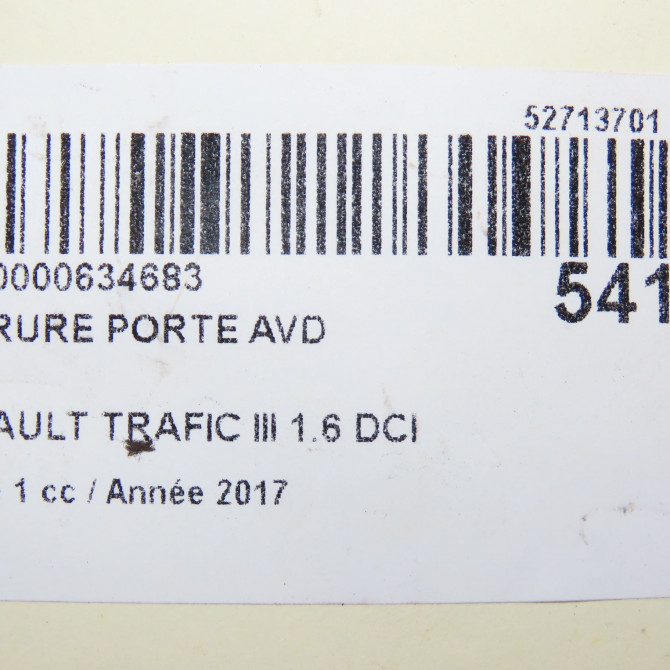 52713701
0000634683
541
RURE PORTE AVD
AULT TRAFIC III 1.6 DCI
1 cc / Année 2017